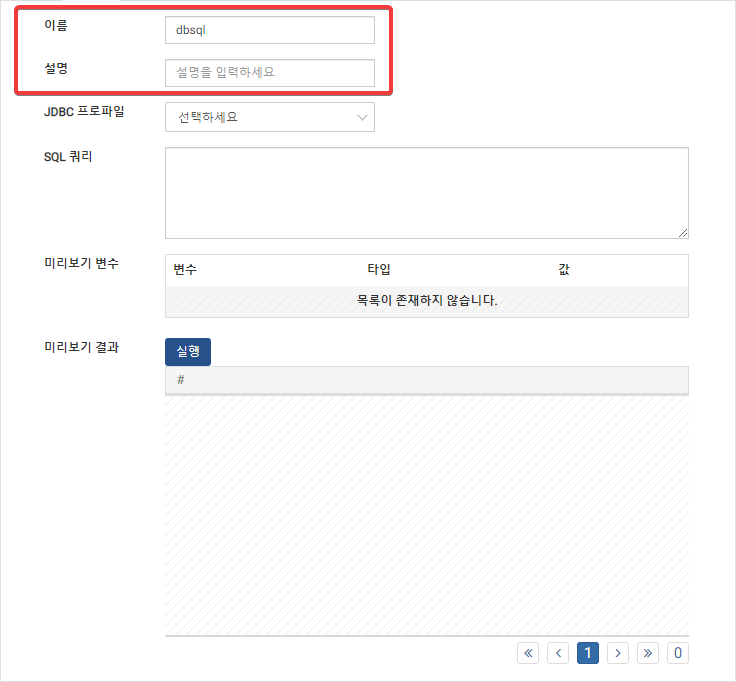 이름 dbsql
설명 설명을 입력하세요
JDBC 프로파일 선택하세요
SQL 쿼리
미리보기 변수 변수 타입 값
목록이 존재하지 않습니다.
미리보기 결과 실행
#
« < 1 > » 0